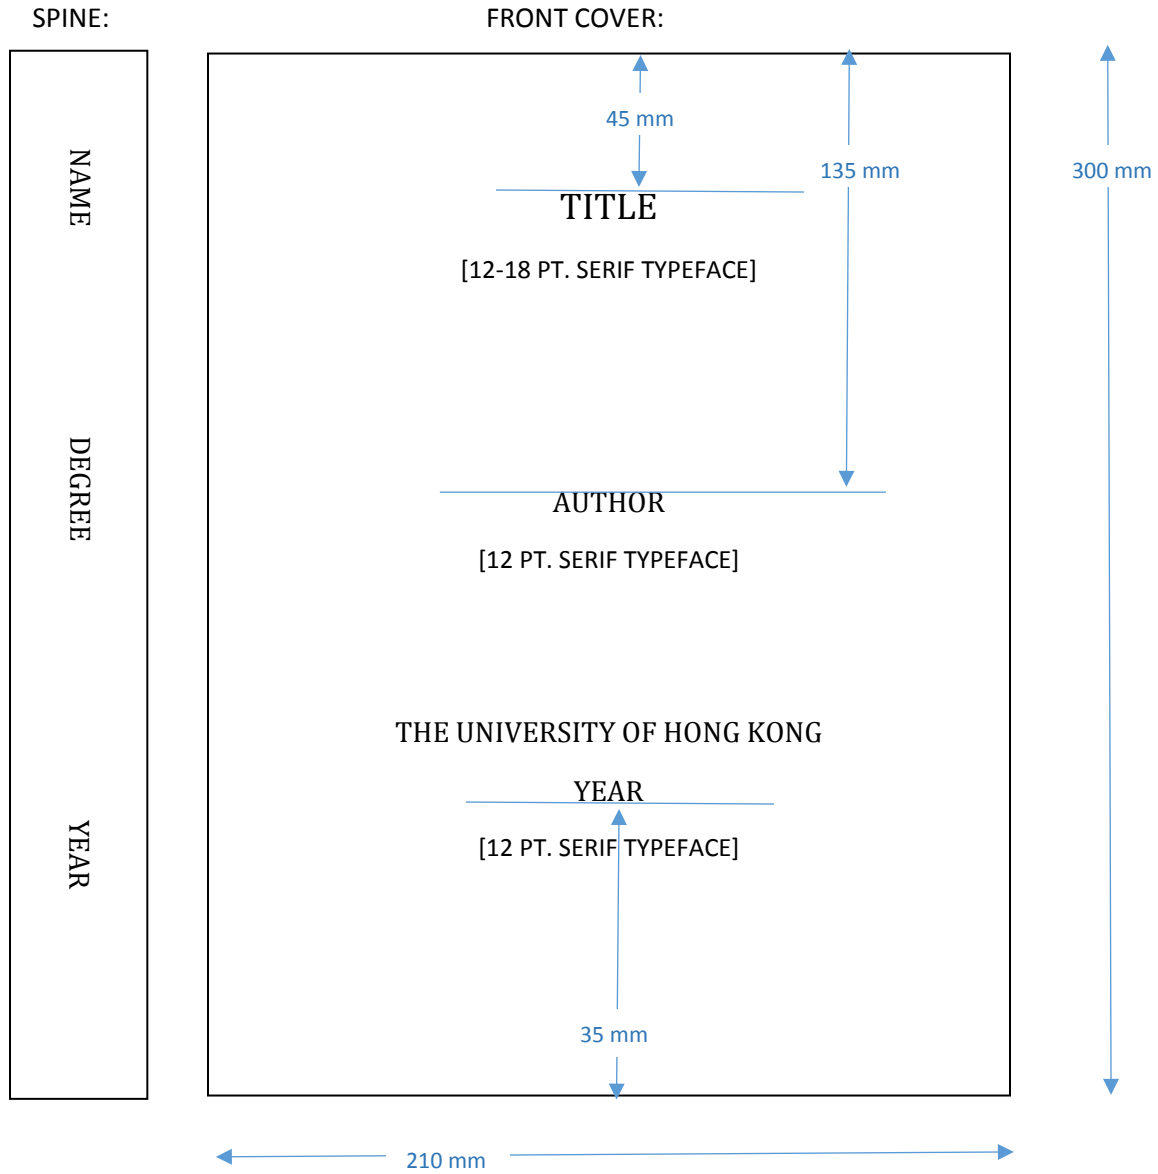 SPINE:
FRONT COVER:
NAME
DEGREE
YEAR
45 mm
135 mm
300 mm
TITLE
[12-18 PT. SERIF TYPEFACE]
AUTHOR
[12 PT. SERIF TYPEFACE]
THE UNIVERSITY OF HONG KONG
YEAR
[12 PT. SERIF TYPEFACE]
35 mm
210 mm